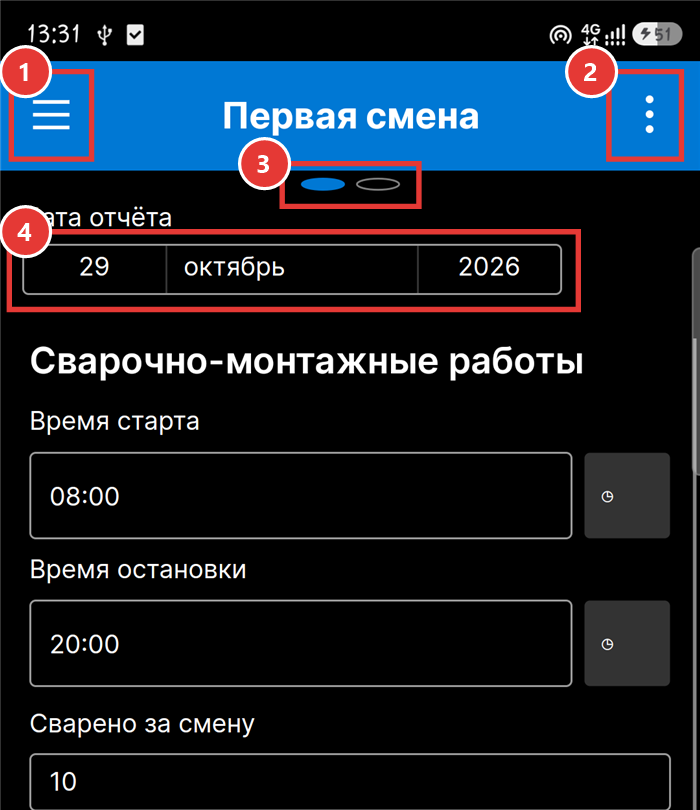 13:31 4G 51
1 2
Первая смена
3
ата отчёта
4
29 октябрь 2026
Сварочно-монтажные работы
Время старта
08:00
Время остановки
20:00
Сварено за смену
10